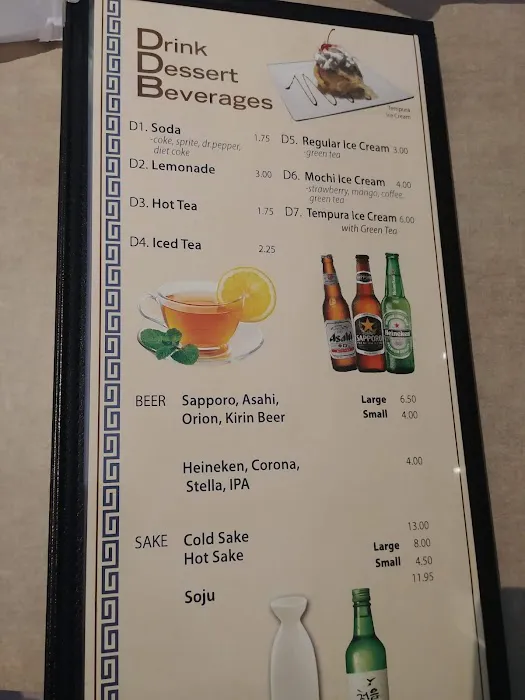 Drink
Dessert
Beverages
Tempura
Ice Cream
D1. Soda 1.75
-coke, sprite, dr.pepper,
diet coke
D2. Lemonade 3.00
D3. Hot Tea 1.75
D4. Iced Tea 2.25
D5. Regular Ice Cream 3.00
-green tea
D6. Mochi Ice Cream 4.00
-strawberry, mango, coffee,
green tea
D7. Tempura Ice Cream 6.00
with Green Tea
Asahi
SAPPORO
Heineken
BEER Sapporo, Asahi, Large 6.50
Orion, Kirin Beer Small 4.00
Heineken, Corona, 4.00
Stella, IPA
SAKE Cold Sake 13.00
Hot Sake Large 8.00
Small 4.50
Soju 11.95